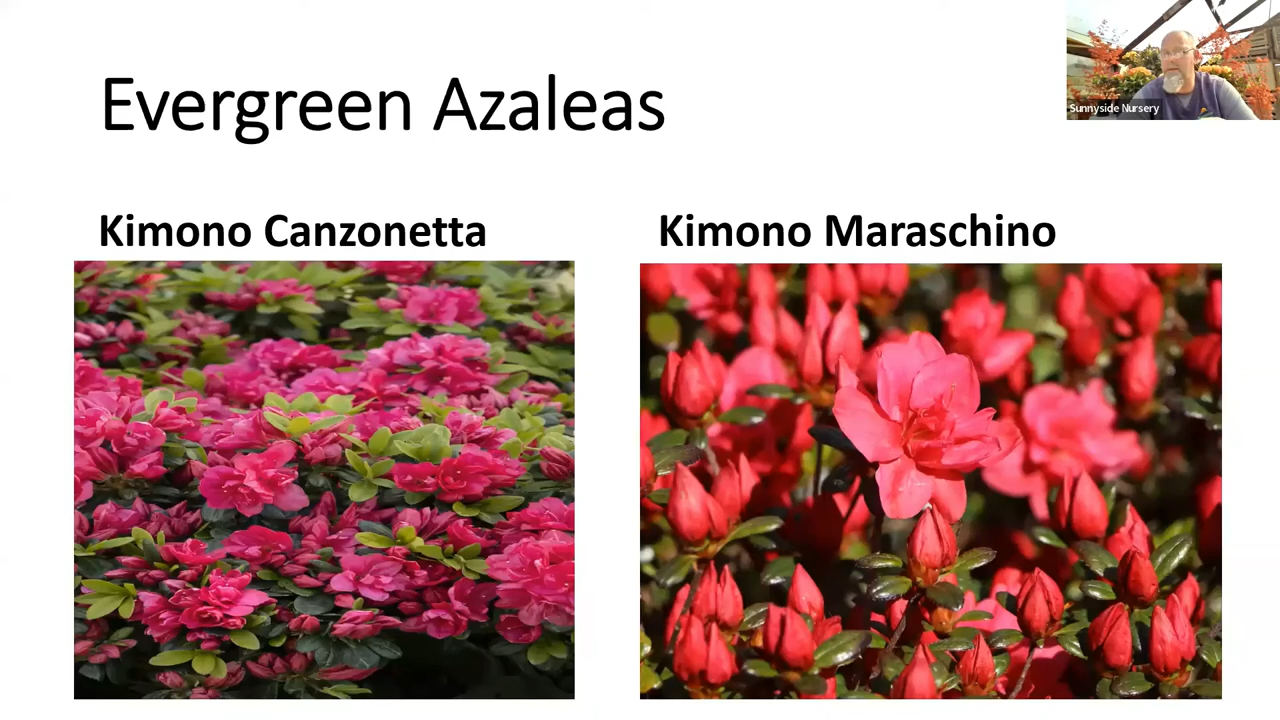 Evergreen Azaleas
Sunnyside Nursery
Kimono Canzonetta
Kimono Maraschino